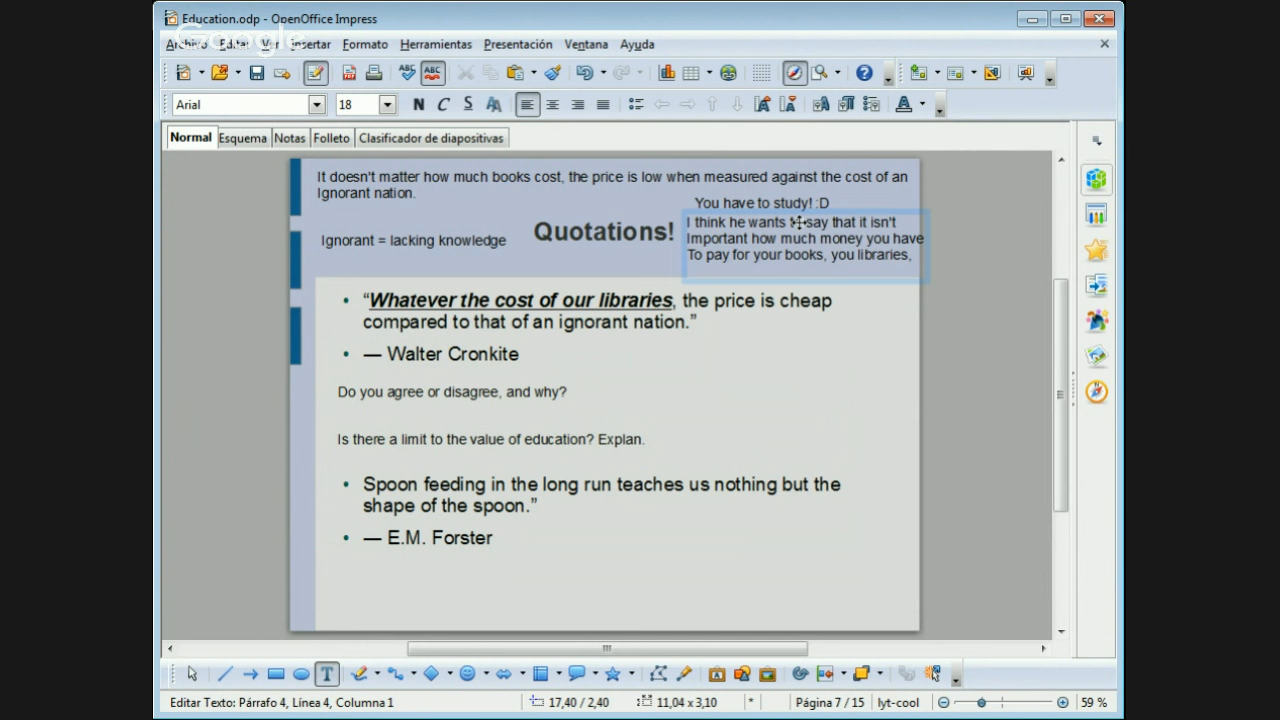 Education.odp - OpenOffice Impress
Google
Archivo Editar Ver Insertar Formato Herramientas Presentación Ventana Ayuda
Arial 18 N C S
Normal Esquema Notas Folleto Clasificador de diapositivas
It doesn't matter how much books cost, the price is low when measured against the cost of an
Ignorant nation.
You have to study! :D
I think he wants to say that it isn't
Important how much money you have
To pay for your books, you libraries,
Ignorant = lacking knowledge
Quotations!
• “Whatever the cost of our libraries, the price is cheap
compared to that of an ignorant nation.”
• — Walter Cronkite
Do you agree or disagree, and why?
Is there a limit to the value of education? Explan.
• Spoon feeding in the long run teaches us nothing but the
shape of the spoon.”
• — E.M. Forster
Editar Texto: Párrafo 4, Línea 4, Columna 1 17,40 / 2,40 11,04 x 3,10 * Página 7 / 15 lyt-cool 59 %